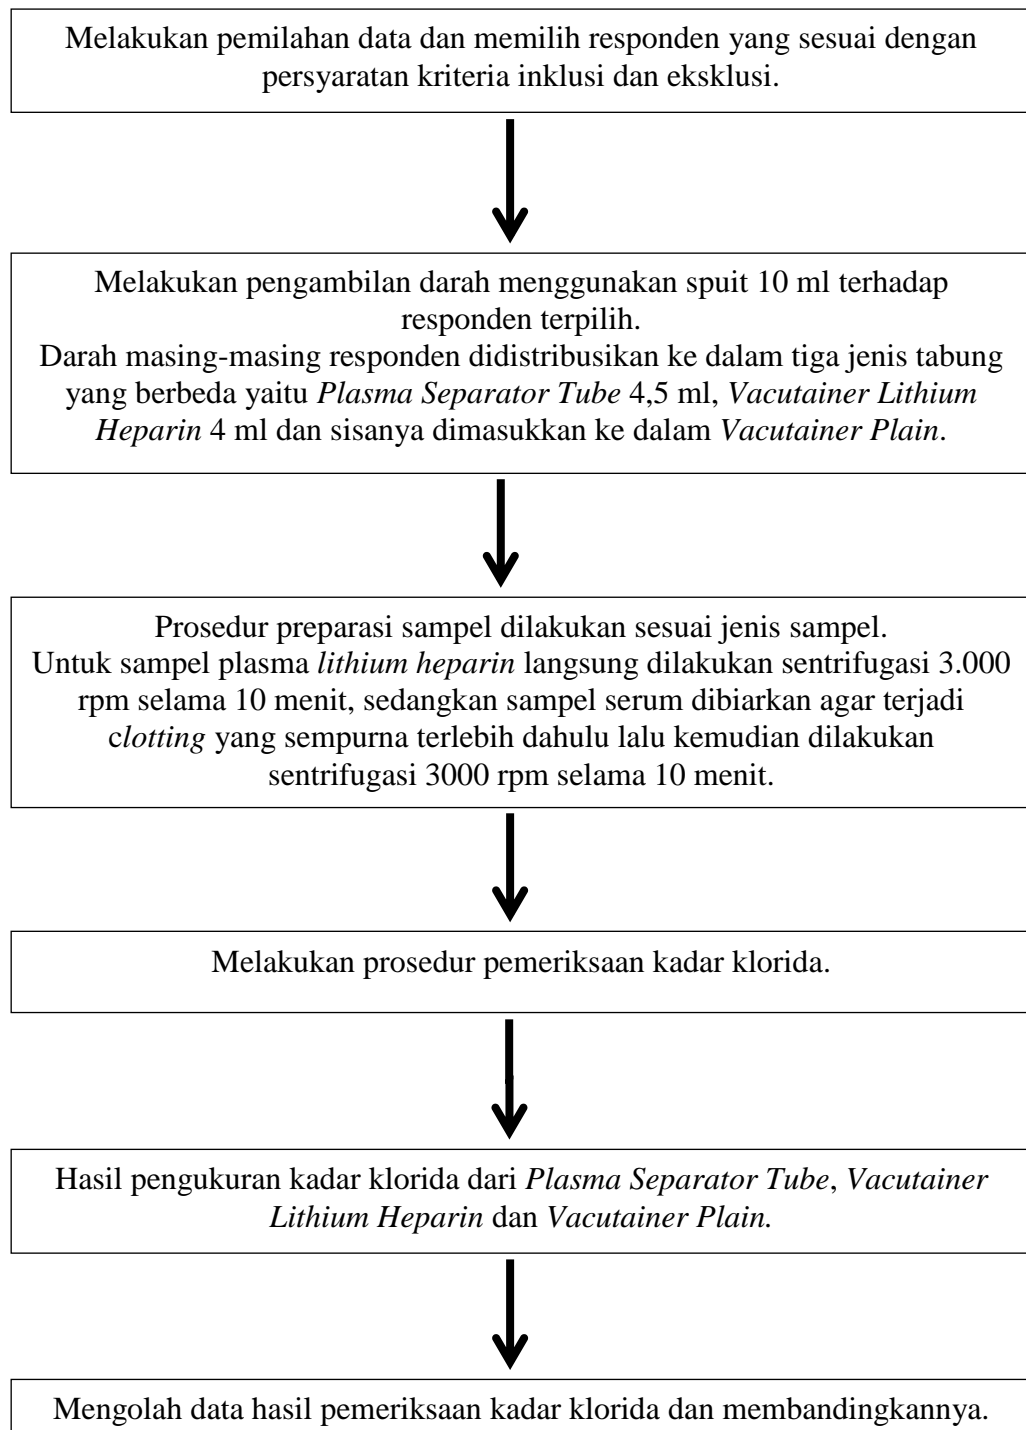 Melakukan pemilahan data dan memilih responden yang sesuai dengan
persyaratan kriteria inklusi dan eksklusi.
Melakukan pengambilan darah menggunakan spuit 10 ml terhadap
responden terpilih.
Darah masing-masing responden didistribusikan ke dalam tiga jenis tabung
yang berbeda yaitu Plasma Separator Tube 4,5 ml, Vacutainer Lithium
Heparin 4 ml dan sisanya dimasukkan ke dalam Vacutainer Plain.
Prosedur preparasi sampel dilakukan sesuai jenis sampel.
Untuk sampel plasma lithium heparin langsung dilakukan sentrifugasi 3.000
rpm selama 10 menit, sedangkan sampel serum dibiarkan agar terjadi
clotting yang sempurna terlebih dahulu lalu kemudian dilakukan
sentrifugasi 3000 rpm selama 10 menit.
Melakukan prosedur pemeriksaan kadar klorida.
Hasil pengukuran kadar klorida dari Plasma Separator Tube, Vacutainer
Lithium Heparin dan Vacutainer Plain.
Mengolah data hasil pemeriksaan kadar klorida dan membandingkannya.